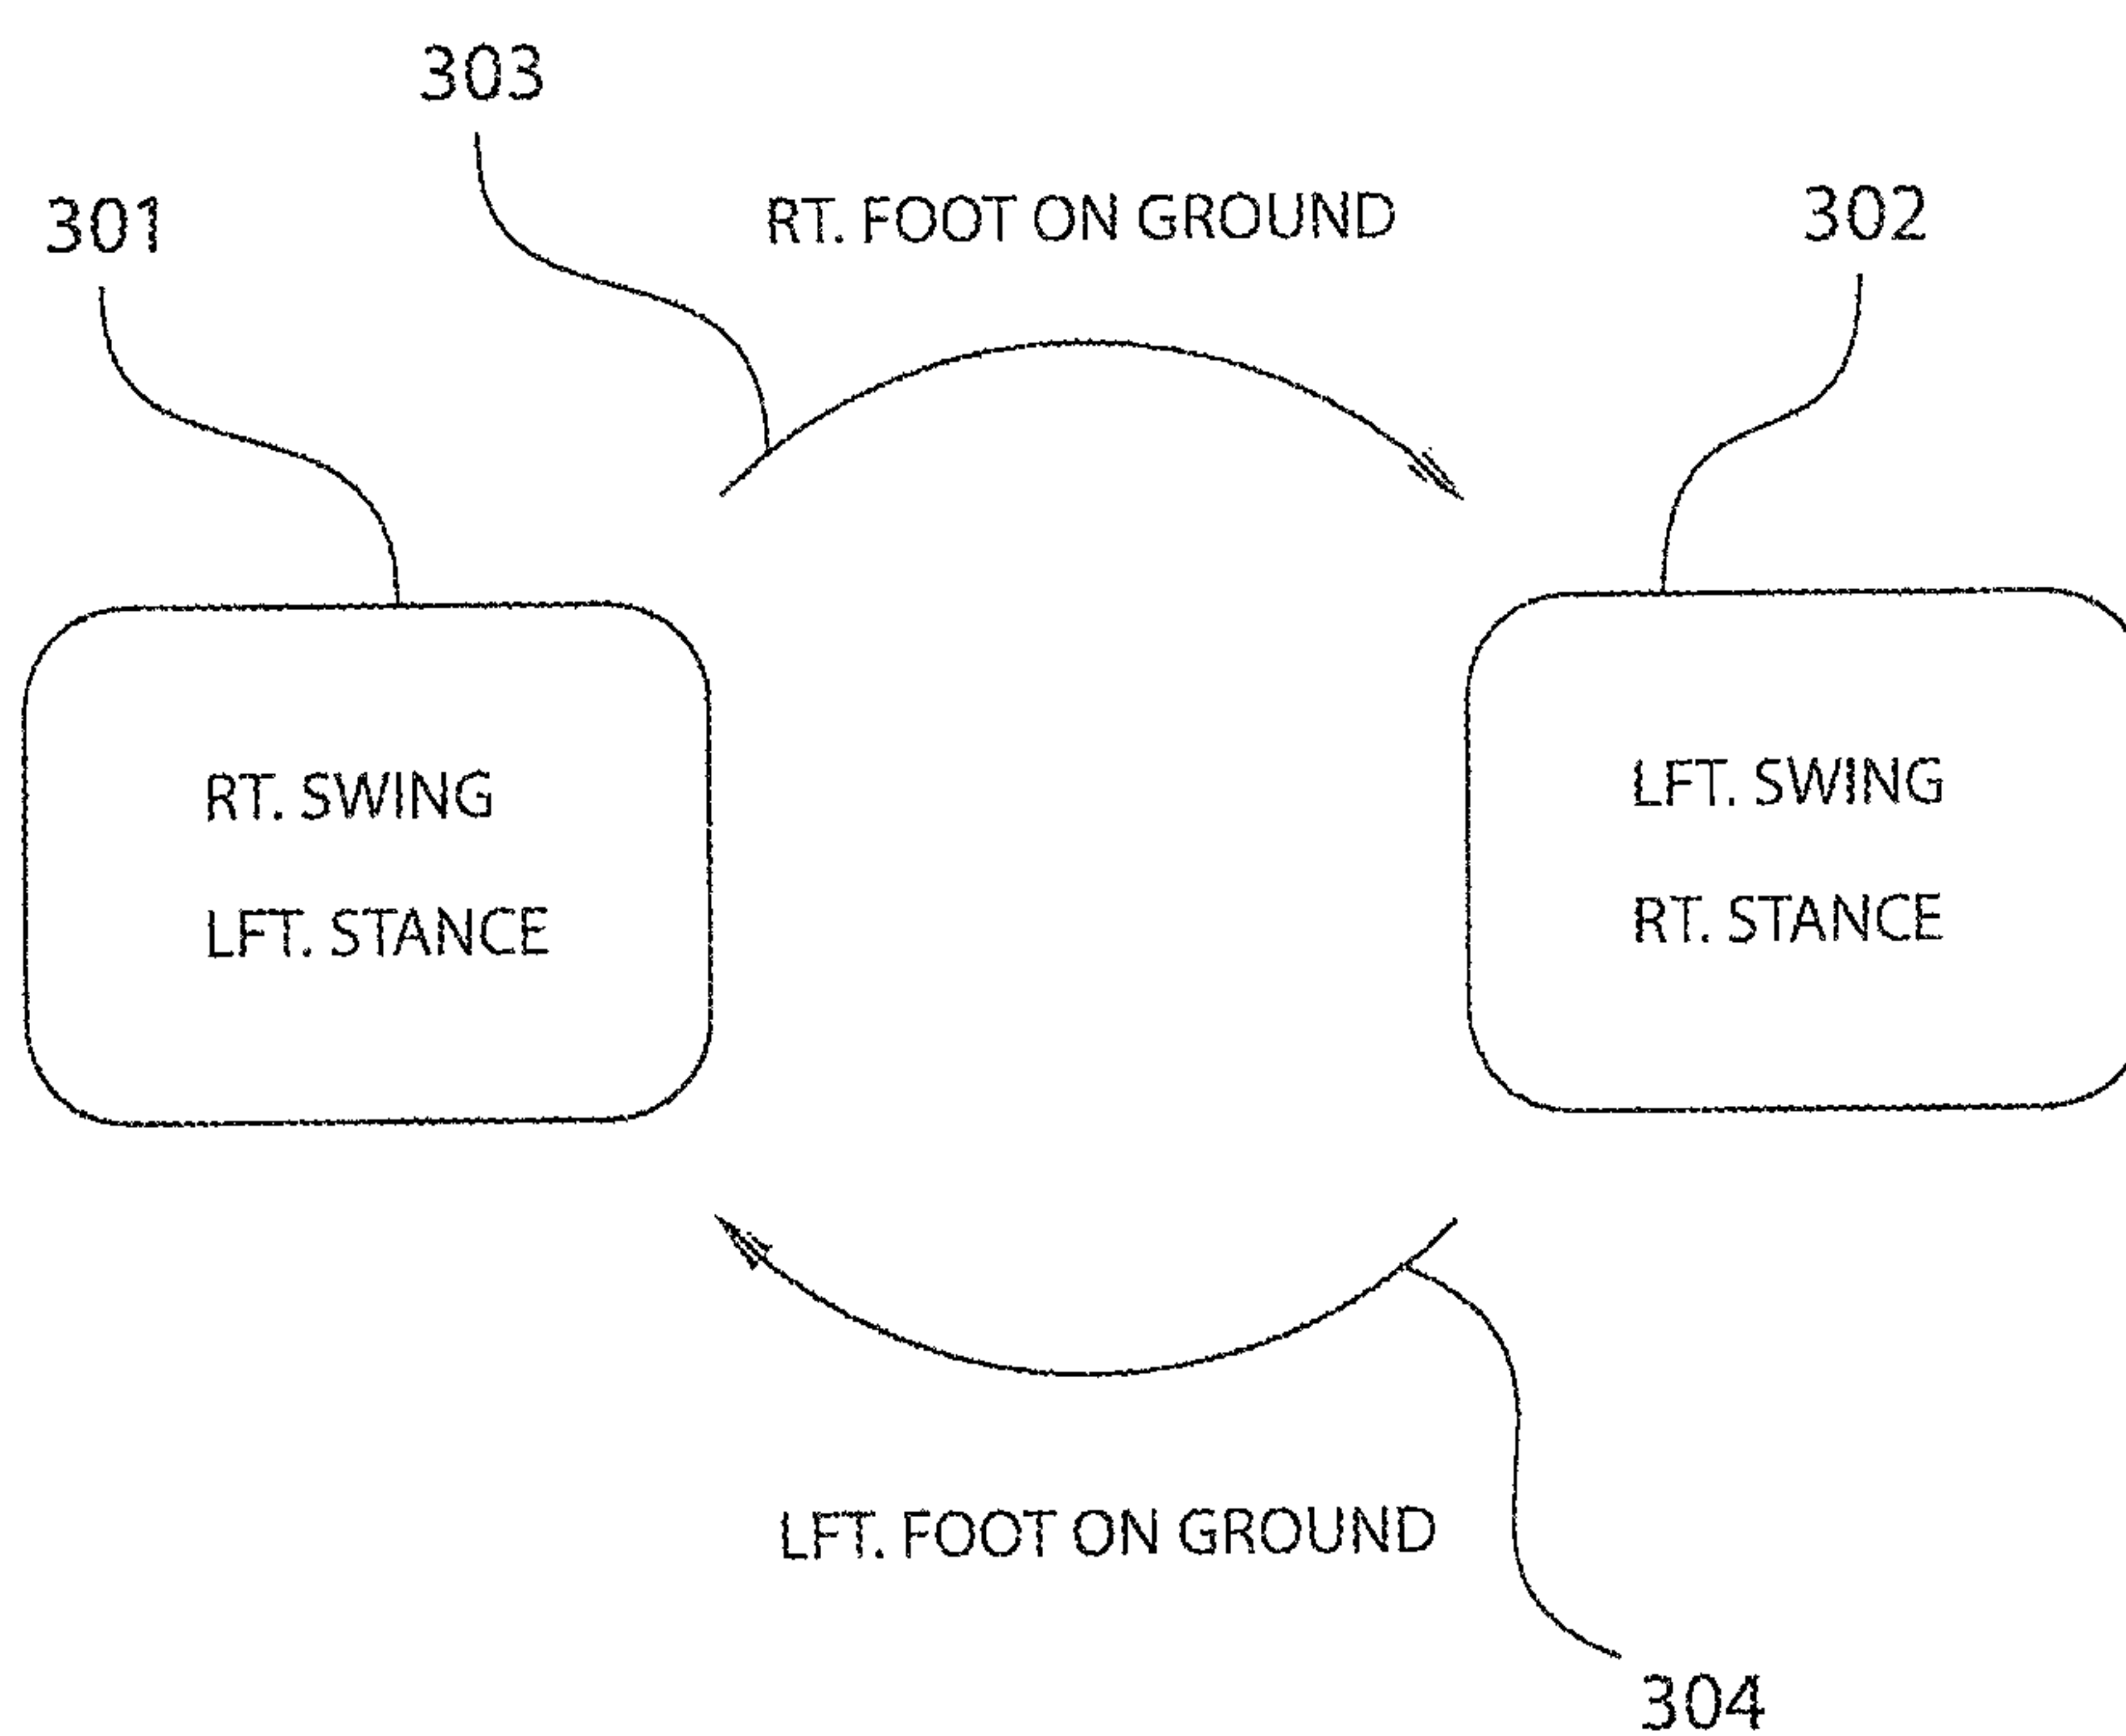 303
301
RT. FOOT ON GROUND
302
RT. SWING
LFT. STANCE
LFT. SWING
RT. STANCE
LFT. FOOT ON GROUND
304